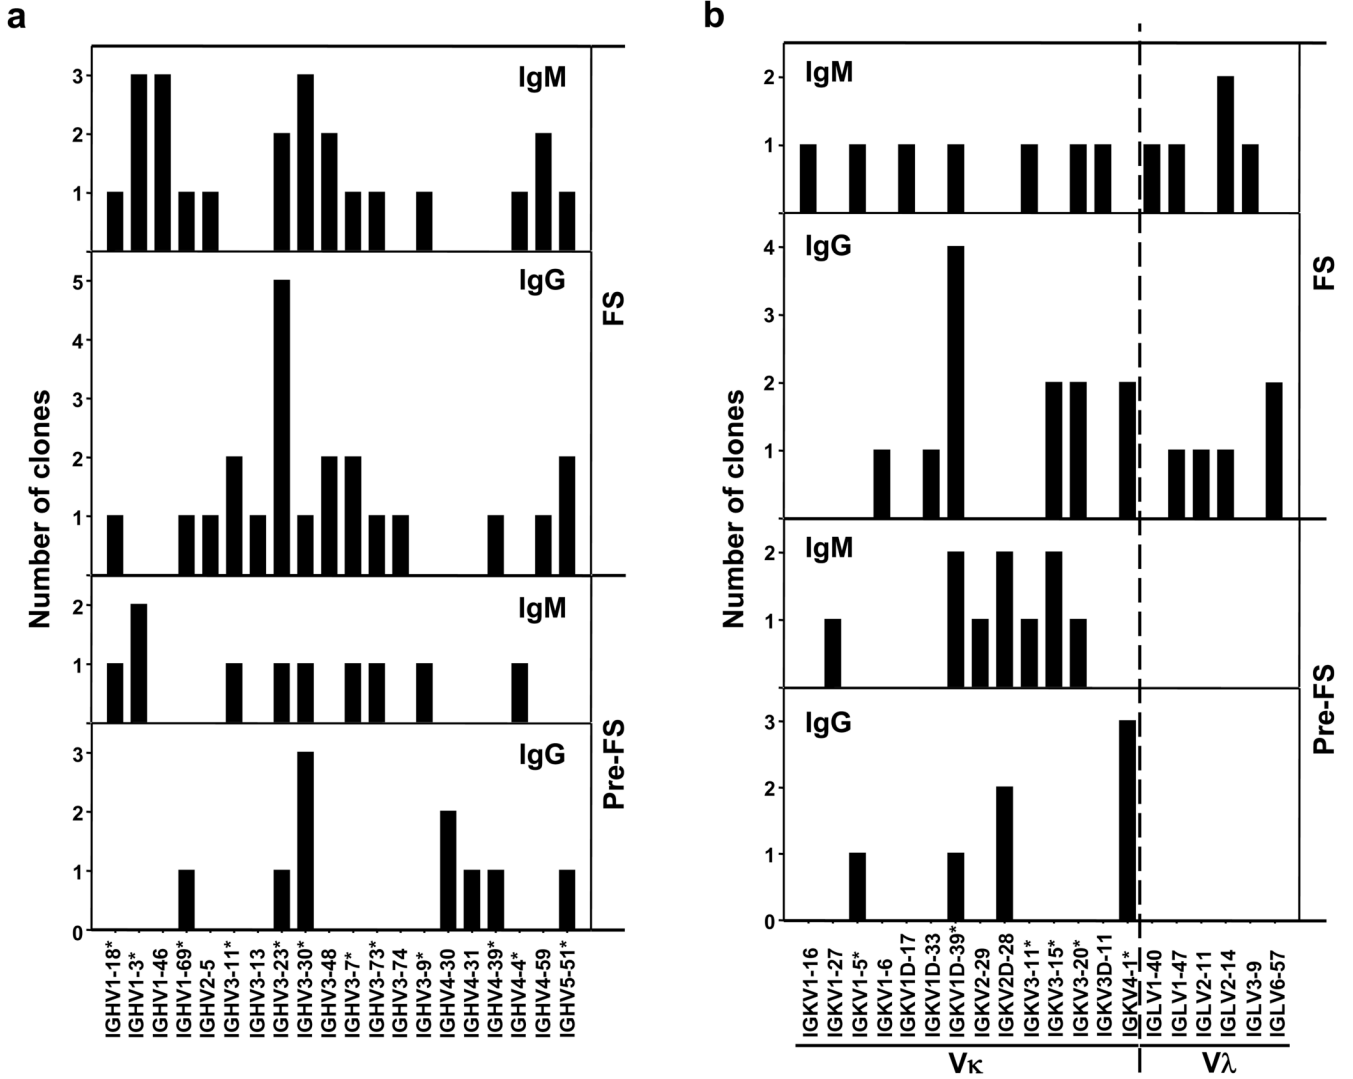 a
Number of clones
IgM
3
2
1
IgG
5
4
3
2
1
FS
IgM
2
1
IgG
3
2
1
0
Pre-FS
IGHV1-18*
IGHV1-3*
IGHV1-46
IGHV1-69*
IGHV2-5
IGHV3-11*
IGHV3-13
IGHV3-23*
IGHV3-30*
IGHV3-48
IGHV3-7*
IGHV3-73*
IGHV3-74
IGHV3-9*
IGHV4-30
IGHV4-31
IGHV4-39*
IGHV4-4*
IGHV4-59
IGHV5-51*
b
Number of clones
IgM
2
1
IgG
4
3
2
1
FS
IgM
2
1
IgG
3
2
1
0
Pre-FS
IGKV1-16
IGKV1-27
IGKV1-5*
IGKV1-6
IGKV1D-17
IGKV1D-33
IGKV1D-39*
IGKV2-29
IGKV2D-28
IGKV3-11*
IGKV3-15*
IGKV3-20*
IGKV3D-11
IGKV4-1*
IGLV1-40
IGLV1-47
IGLV2-11
IGLV2-14
IGLV3-9
IGLV6-57
Vκ
Vλ